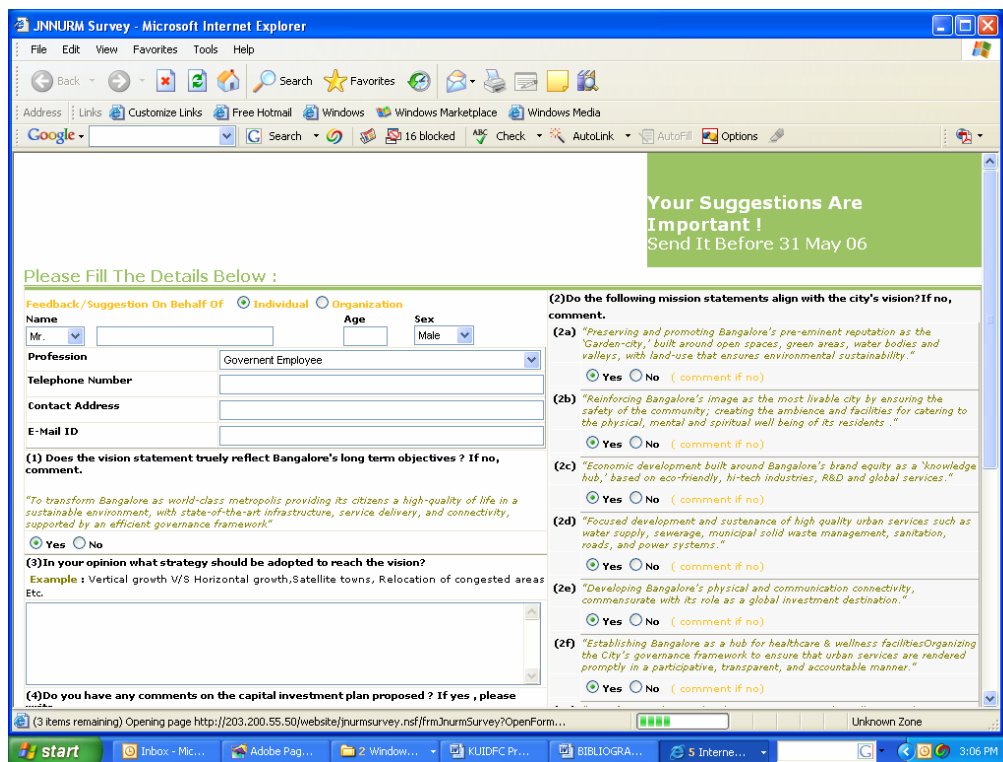 JNNURM Survey - Microsoft Internet Explorer
File Edit View Favorites Tools Help
Back Search Favorites
Address Links Customize Links Free Hotmail Windows Windows Marketplace Windows Media
Google G Search 16 blocked ABC Check AutoLink AutoFill Options
Your Suggestions Are
Important !
Send It Before 31 May 06
Please Fill The Details Below :
Feedback/Suggestion On Behalf Of Individual Organization
Name Age Sex
Mr. Male
Profession Governent Employee
Telephone Number
Contact Address
E-Mail ID
(1) Does the vision statement truely reflect Bangalore's long term objectives ? If no,
comment.
"To transform Bangalore as world-class metropolis providing its citizens a high-quality of life in a
sustainable environment, with state-of-the-art infrastructure, service delivery, and connectivity,
supported by an efficient governance framework"
Yes No
(3)In your opinion what strategy should be adopted to reach the vision?
Example : Vertical growth V/S Horizontal growth,Satellite towns, Relocation of congested areas
Etc.
(4)Do you have any comments on the capital investment plan proposed ? If yes , please
(2)Do the following mission statements align with the city's vision?If no,
comment.
(2a) "Preserving and promoting Bangalore's pre-eminent reputation as the
'Garden-city,' built around open spaces, green areas, water bodies and
valleys, with land-use that ensures environmental sustainability."
Yes No ( comment if no)
(2b) "Reinforcing Bangalore's image as the most livable city by ensuring the
safety of the community; creating the ambience and facilities for catering to
the physical, mental and spiritual well being of its residents ."
Yes No ( comment if no)
(2c) "Economic development built around Bangalore's brand equity as a 'knowledge
hub,' based on eco-friendly, hi-tech industries, R&D and global services."
Yes No ( comment if no)
(2d) "Focused development and sustenance of high quality urban services such as
water supply, sewerage, municipal solid waste management, sanitation,
roads, and power systems."
Yes No ( comment if no)
(2e) "Developing Bangalore's physical and communication connectivity,
commensurate with its role as a global investment destination."
Yes No ( comment if no)
(2f) "Establishing Bangalore as a hub for healthcare & wellness facilitiesOrganizing
the City's governance framework to ensure that urban services are rendered
promptly in a participative, transparent, and accountable manner."
Yes No ( comment if no)
(3 items remaining) Opening page http://203.200.55.50/website/jnurmsurvey.nsf/frmJnurmSurvey?OpenForm... Unknown Zone
start Inbox - Mic... Adobe Pag... 2 Window... KUIDFC Pr... BIBLIOGRA... 5 Interne... G 3:06 PM